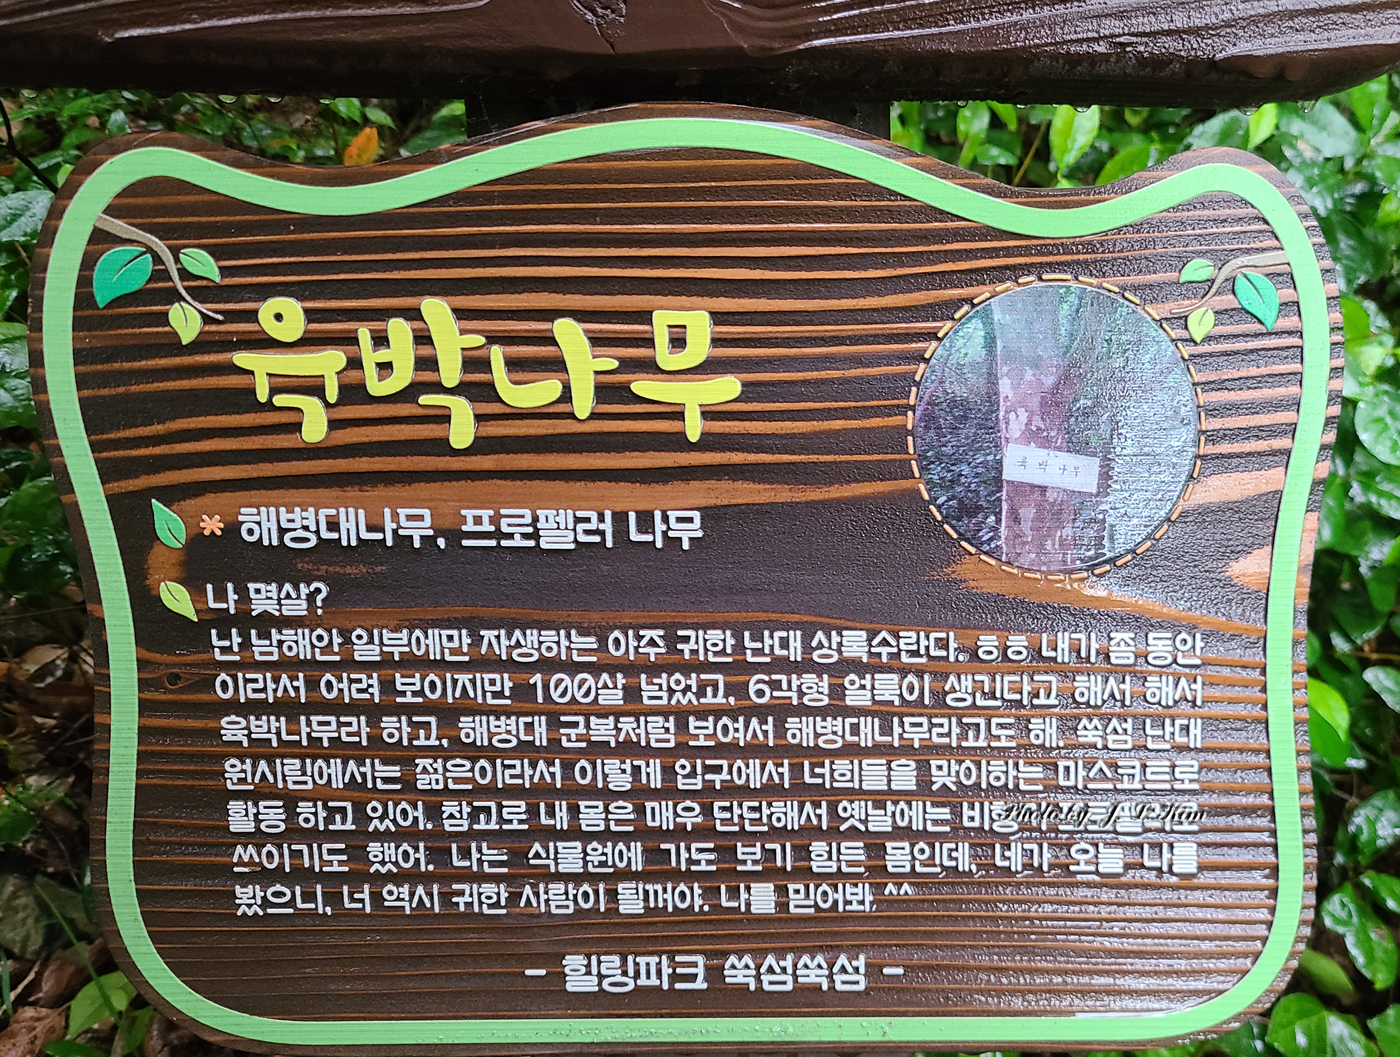 육박나무
육박나무
* 해병대나무, 프로펠러 나무
나 몇살?
난 남해안 일부에만 자생하는 아주 귀한 난대 상록수란다. ㅎㅎ 내가 좀 동안
이라서 어려 보이지만 100살 넘었고, 6각형 얼룩이 생긴다고 해서 해서
육박나무라 하고, 해병대 군복처럼 보여서 해병대나무라고도 해. 쑥섬 난대
원시림에서는 젊은이라서 이렇게 입구에서 너희들을 맞이하는 마스코트로
활동 하고 있어. 참고로 내 몸은 매우 단단해서 옛날에는
Photo by J. P. Kim
쓰이기도 했어. 나는 식물원에 가도 보기 힘든 몸인데, 네가 오늘 나를
봤으니, 너 역시 귀한 사람이 될꺼야. 나를 믿어봐^^
- 힐링파크 쑥섬쑥섬 -